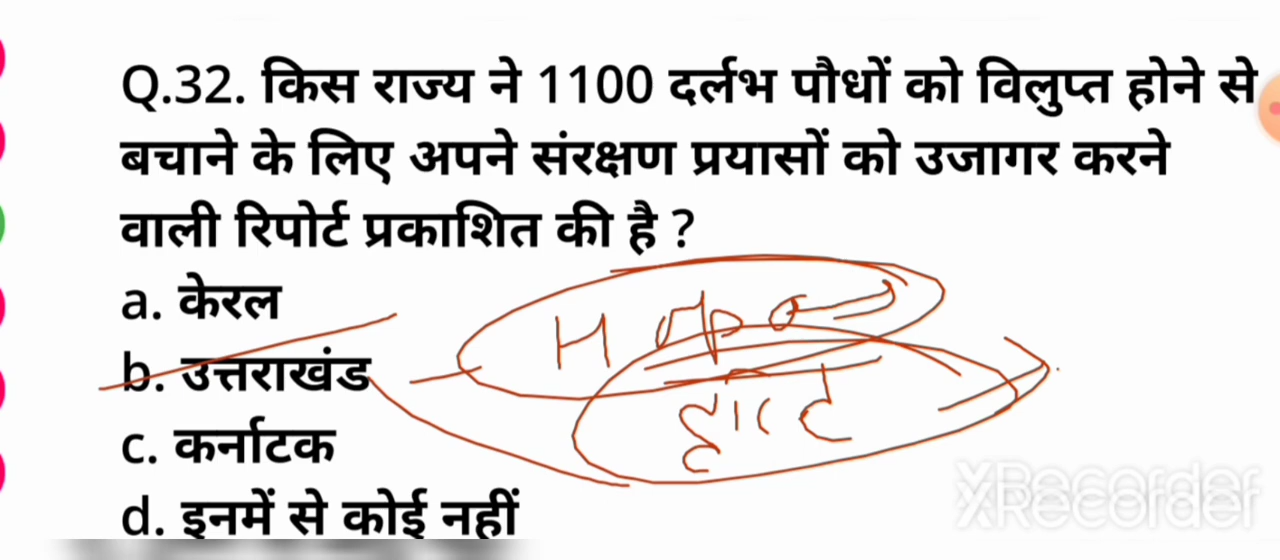 Q.32. किस राज्य ने 1100 दर्लभ पौधों को विलुप्त होने से
बचाने के लिए अपने संरक्षण प्रयासों को उजागर करने
वाली रिपोर्ट प्रकाशित की है ?
a. केरल
b. उत्तराखंड
c. कर्नाटक
d. इनमें से कोई नहीं
XRecorder